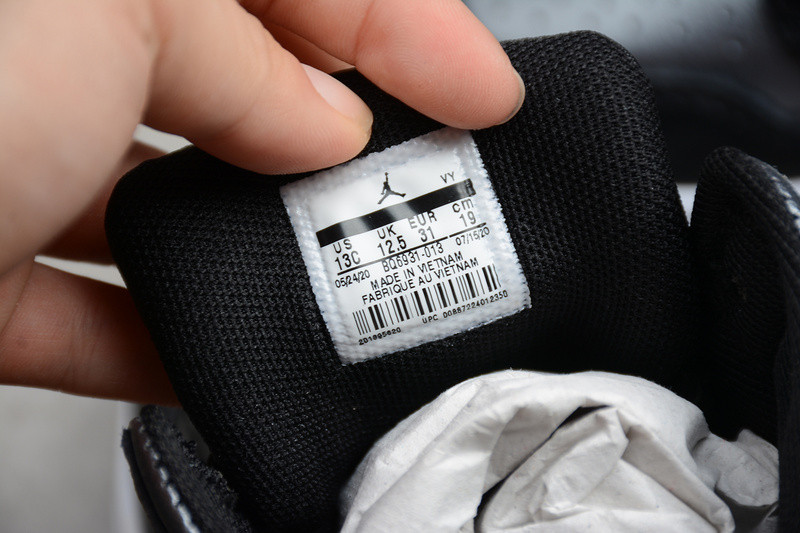 VY
US UK EUR cm
13C 12.5 31 19
05/24/20 BQ6931-013 07/15/20
MADE IN VIETNAM
FABRIQUE AU VIETNAM
UPC 00887224012350